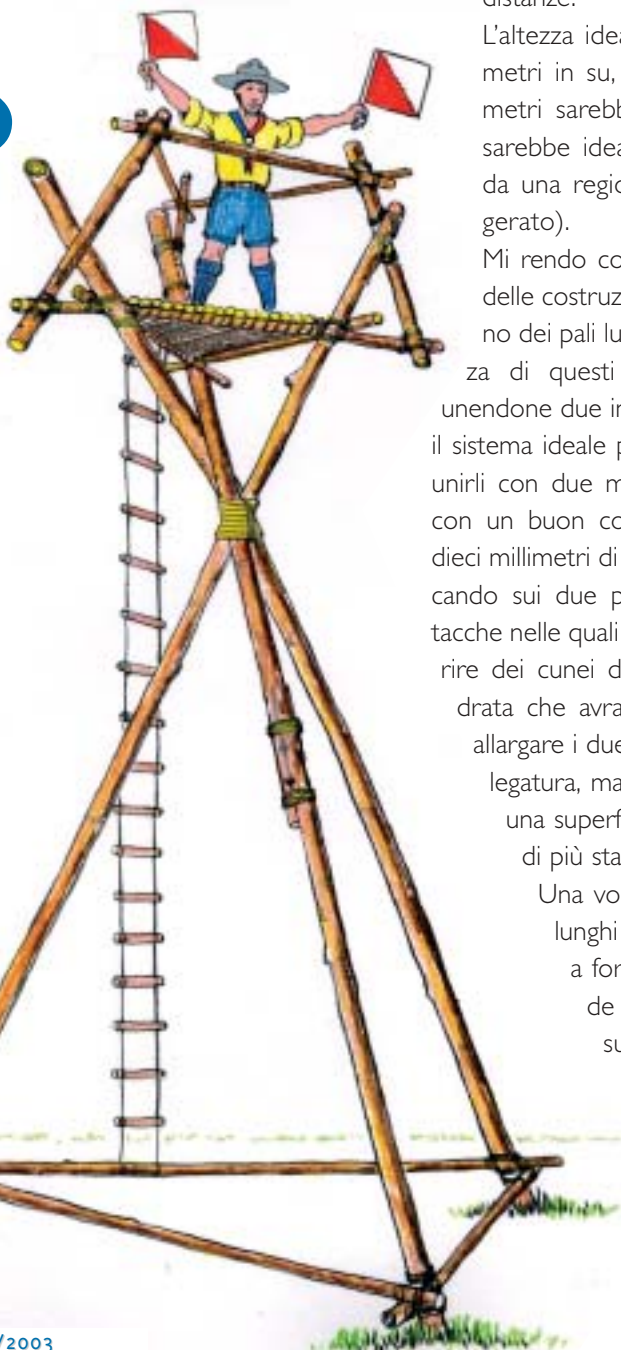 distanze.
L'altezza idea
metri in su,
metri sarebb
sarebbe idea
da una regio
gerato).
Mi rendo co
delle costruz
no dei pali lu
za di questi
unendone due in
il sistema ideale p
unirli con due m
con un buon co
dieci millimetri di
cando sui due p
tacche nelle quali
rire dei cunei d
drata che avra
allargare i due
legatura, ma
una superf
di più sta
Una vo
lunghi
a for
de
su
/2003